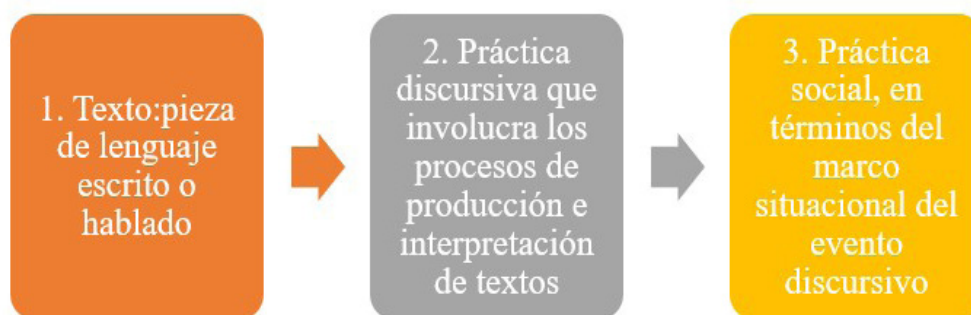 1. Texto:pieza
de lenguaje
escrito o
hablado
2. Práctica
discursiva que
involucra los
procesos de
producción e
interpretación
de textos
3. Práctica
social, en
términos del
marco
situacional del
evento
discursivo